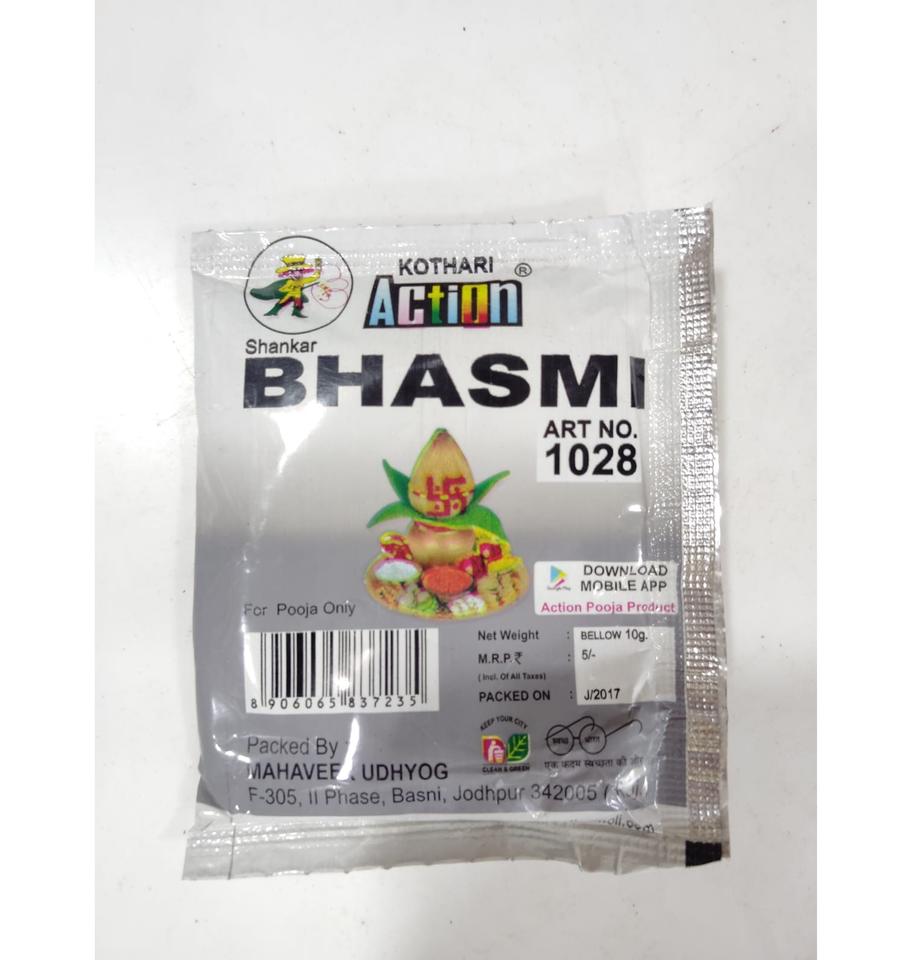 KOTHARI
Action ®
Shankar
BHASMI
ART NO.
1028
DOWNLOAD
MOBILE APP
Action Pooja Product
For Pooja Only
Net Weight : BELLOW 10g.
M.R.P.₹ : 5/-
( Incl. Of All Taxes)
PACKED ON : J/2017
8 906065 837235
KEEP YOUR CITY
CLEAN & GREEN
स्वच्छ भारत
एक कदम स्वच्छता की ओर
Packed By :
MAHAVEER UDHYOG
F-305, II Phase, Basni, Jodhpur 342005